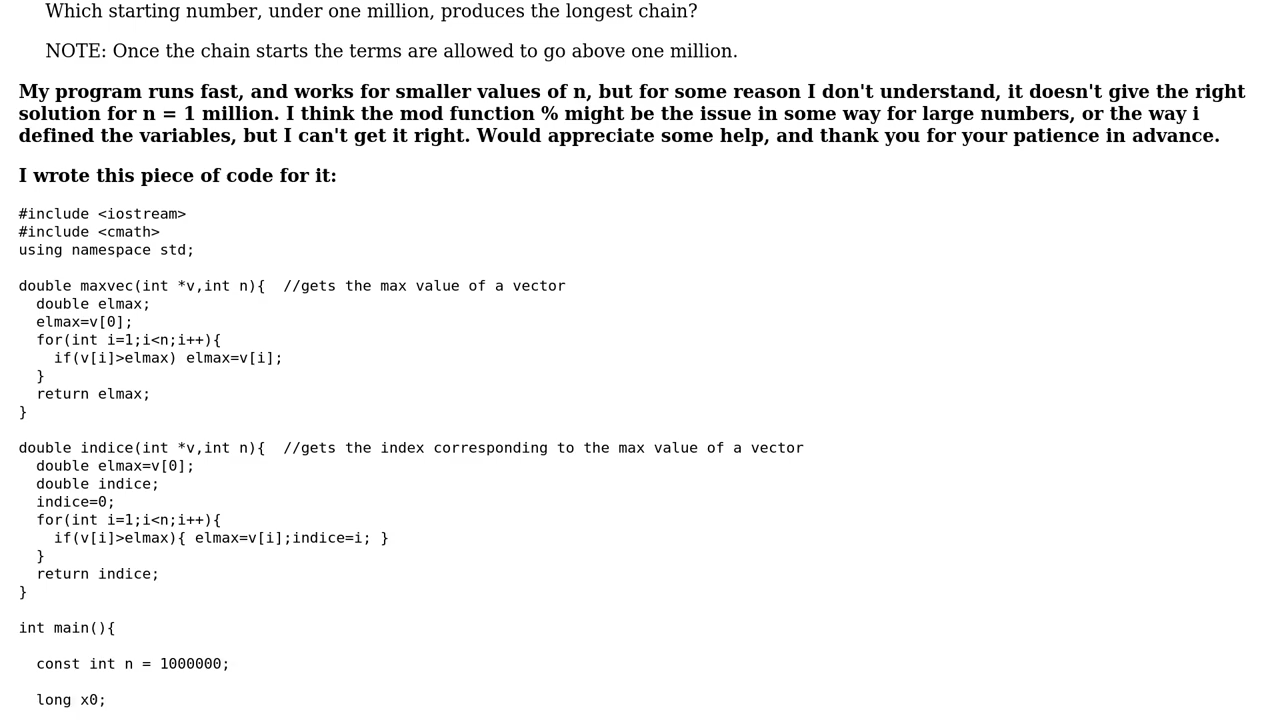 Which starting number, under one million, produces the longest chain?
NOTE: Once the chain starts the terms are allowed to go above one million.
My program runs fast, and works for smaller values of n, but for some reason I don't understand, it doesn't give the right
solution for n = 1 million. I think the mod function % might be the issue in some way for large numbers, or the way i
defined the variables, but I can't get it right. Would appreciate some help, and thank you for your patience in advance.
I wrote this piece of code for it:
#include <iostream>
#include <cmath>
using namespace std;
double maxvec(int *v,int n){  //gets the max value of a vector
  double elmax;
  elmax=v[0];
  for(int i=1;i<n;i++){
    if(v[i]>elmax) elmax=v[i];
  }
  return elmax;
}
double indice(int *v,int n){  //gets the index corresponding to the max value of a vector
  double elmax=v[0];
  double indice;
  indice=0;
  for(int i=1;i<n;i++){
    if(v[i]>elmax){ elmax=v[i];indice=i; }
  }
  return indice;
}
int main(){
  const int n = 1000000;
  long x0;